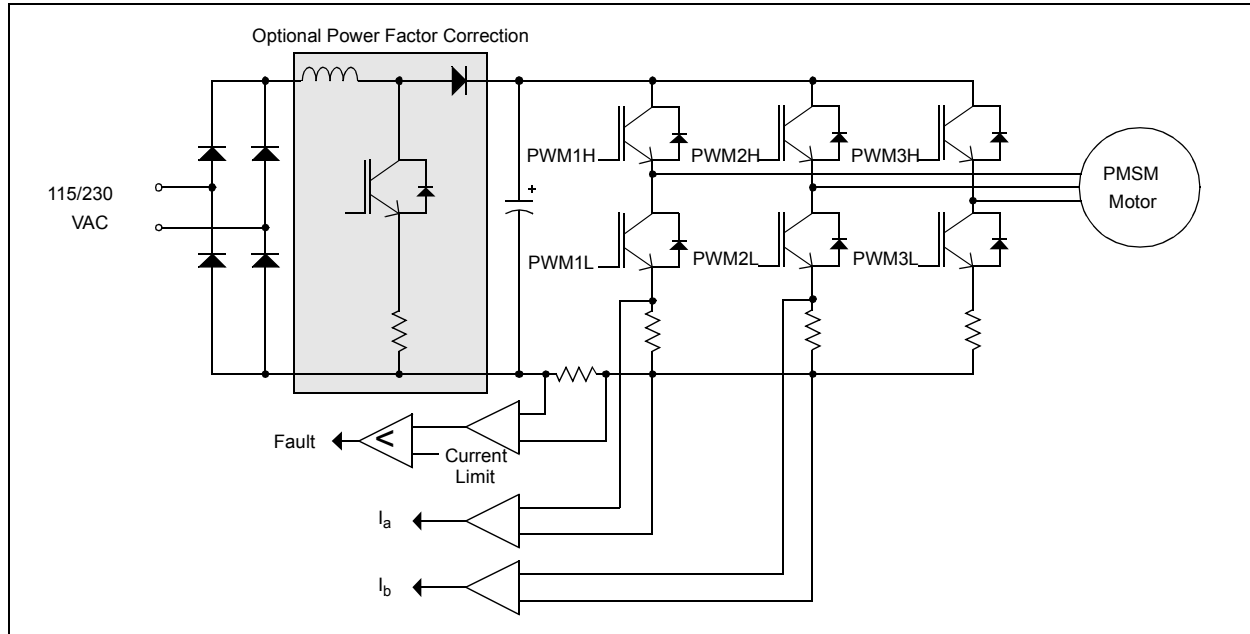 Optional Power Factor Correction
115/230
VAC
PWM1H
PWM2H
PWM3H
PMSM
Motor
+
PWM1L
PWM2L
PWM3L
Fault
<
Current
Limit
Ia
Ib